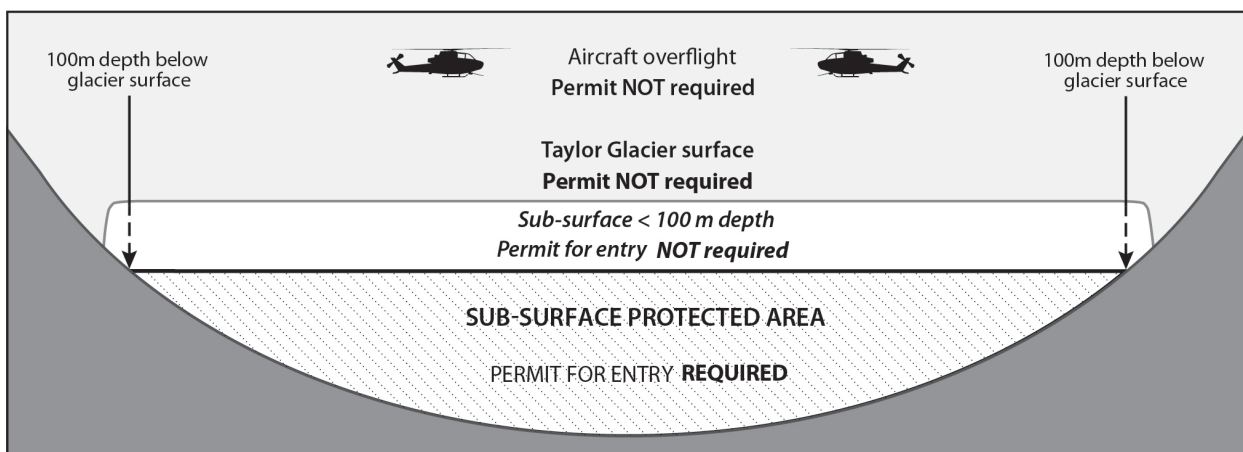 100m depth below
glacier surface
Aircraft overflight
Permit NOT required
100m depth below
glacier surface
Taylor Glacier surface
Permit NOT required
Sub-surface < 100 m depth
Permit for entry NOT required
SUB-SURFACE PROTECTED AREA
PERMIT FOR ENTRY REQUIRED